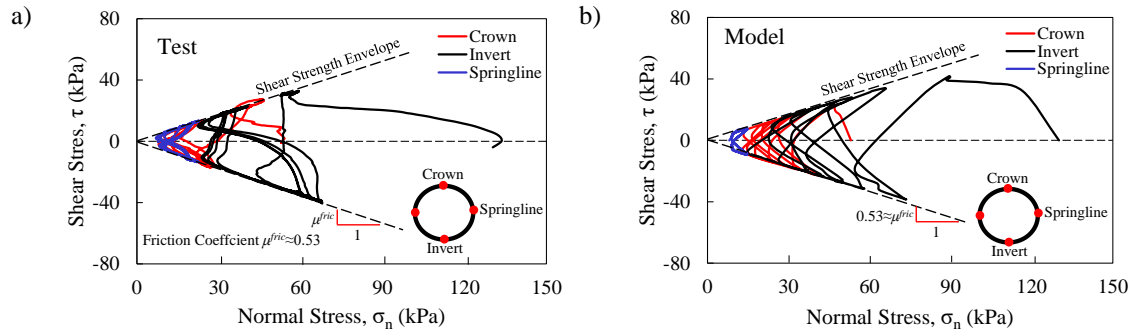 a)
Test
Crown
Invert
Springline
Shear Strength Envelope
80
40
0
-40
-80
Shear Stress, τ (kPa)
0
30
60
90
120
150
Normal Stress, σn (kPa)
μfric
1
Friction Coeffcient μfric≈0.53
Crown
Springline
Invert
b)
Model
Crown
Invert
Springline
Shear Strength Envelope
80
40
0
-40
-80
Shear Stress, τ (kPa)
0
30
60
90
120
150
Normal Stress, σn (kPa)
0.53≈μfric
1
Crown
Springline
Invert